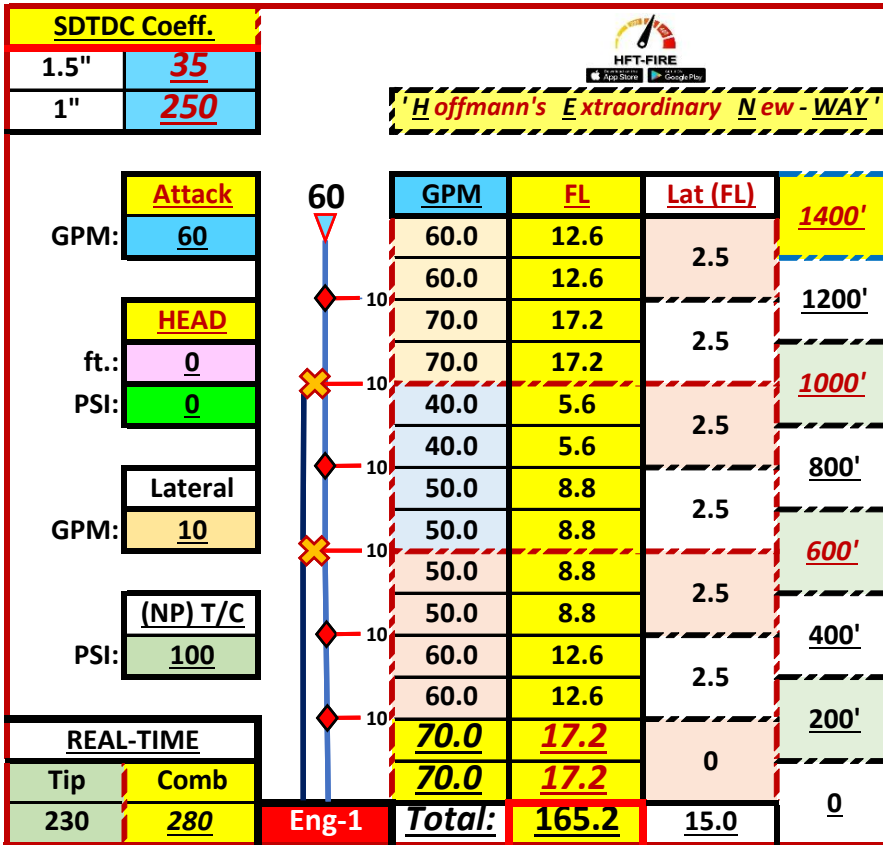 SDTDC Coeff.
1.5" 35
1" 250
HFT-FIRE
Download on the App Store GET IT ON Google Play
' Hoffmann's Extraordinary New - WAY '
Attack
GPM: 60
HEAD
ft.: 0
PSI: 0
Lateral
GPM: 10
(NP) T/C
PSI: 100
REAL-TIME
Tip Comb
230 280
60
10
10
10
10
10
10
Eng-1
GPM FL Lat (FL)
60.0 12.6 2.5
60.0 12.6
70.0 17.2 2.5
70.0 17.2
40.0 5.6 2.5
40.0 5.6
50.0 8.8 2.5
50.0 8.8
50.0 8.8 2.5
50.0 8.8
60.0 12.6 2.5
60.0 12.6
70.0 17.2 0
70.0 17.2
Total: 165.2 15.0
1400'
1200'
1000'
800'
600'
400'
200'
0